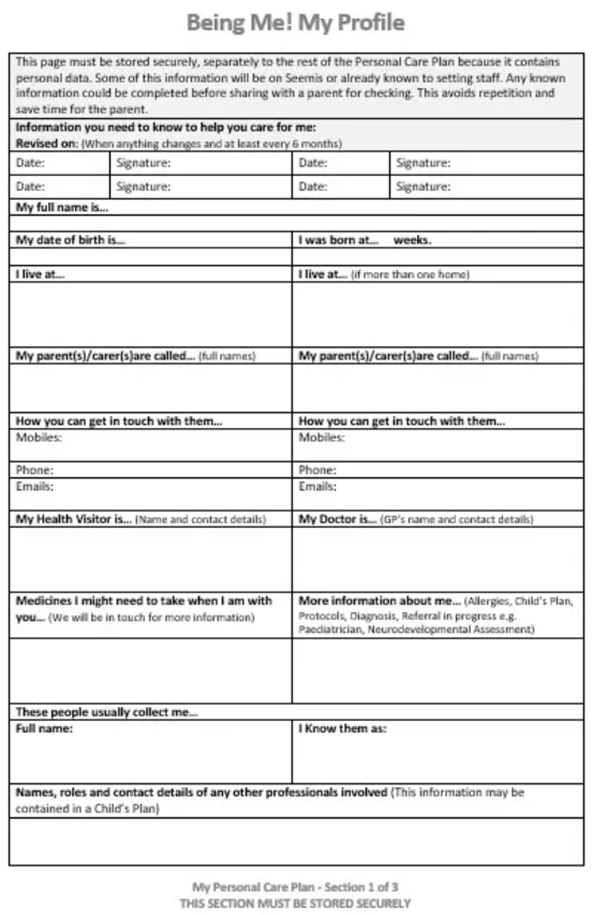 Being Me! My Profile
This page must be stored securely, separately to the rest of the Personal Care Plan because it contains
personal data. Some of this information will be on Seemis or already known to setting staff. Any known
information could be completed before sharing with a parent for checking. This avoids repetition and
save time for the parent.
Information you need to know to help you care for me:
Revised on: (When anything changes and at least every 6 months)
Date: Signature: Date: Signature:
Date: Signature: Date: Signature:
My full name is...
My date of birth is... I was born at... weeks.
I live at... I live at... (if more than one home)
My parent(s)/carer(s)are called... (full names) My parent(s)/carer(s)are called... (full names)
How you can get in touch with them... How you can get in touch with them...
Mobiles: Mobiles:
Phone: Phone:
Emails: Emails:
My Health Visitor is... (Name and contact details) My Doctor is... (GP's name and contact details)
Medicines I might need to take when I am with
you... (We will be in touch for more information)
More information about me... (Allergies, Child's Plan,
Protocols, Diagnosis, Referral in progress e.g.
Paediatrician, Neurodevelopmental Assessment)
These people usually collect me...
Full name: I Know them as:
Names, roles and contact details of any other professionals involved (This information may be
contained in a Child's Plan)
My Personal Care Plan - Section 1 of 3
THIS SECTION MUST BE STORED SECURELY